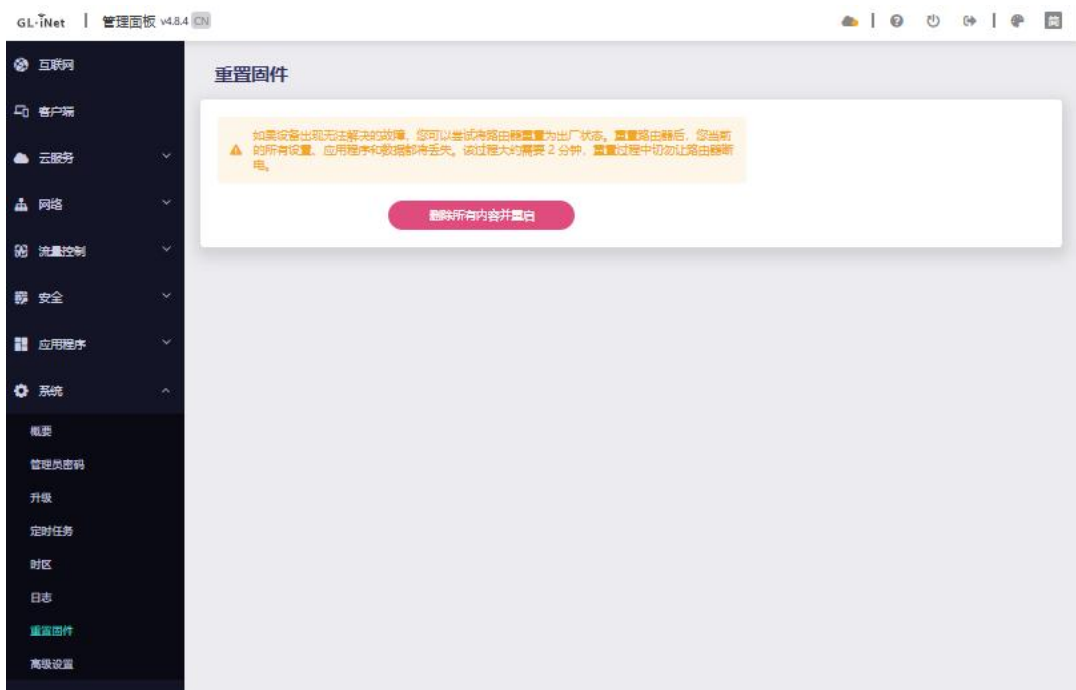 GL·iNet | 管理面板 v4.8.4 CN
简
互联网
客户端
云服务
网络
流量控制
安全
应用程序
系统
概要
管理员密码
升级
定时任务
时区
日志
重置固件
高级设置
重置固件
如果设备出现无法解决的故障，您可以尝试将路由器重置为出厂状态。重置路由器后，您当前
的所有设置、应用程序和数据都将丢失。该过程大约需要 2 分钟，重置过程中切勿让路由器断
电。
删除所有内容并重启